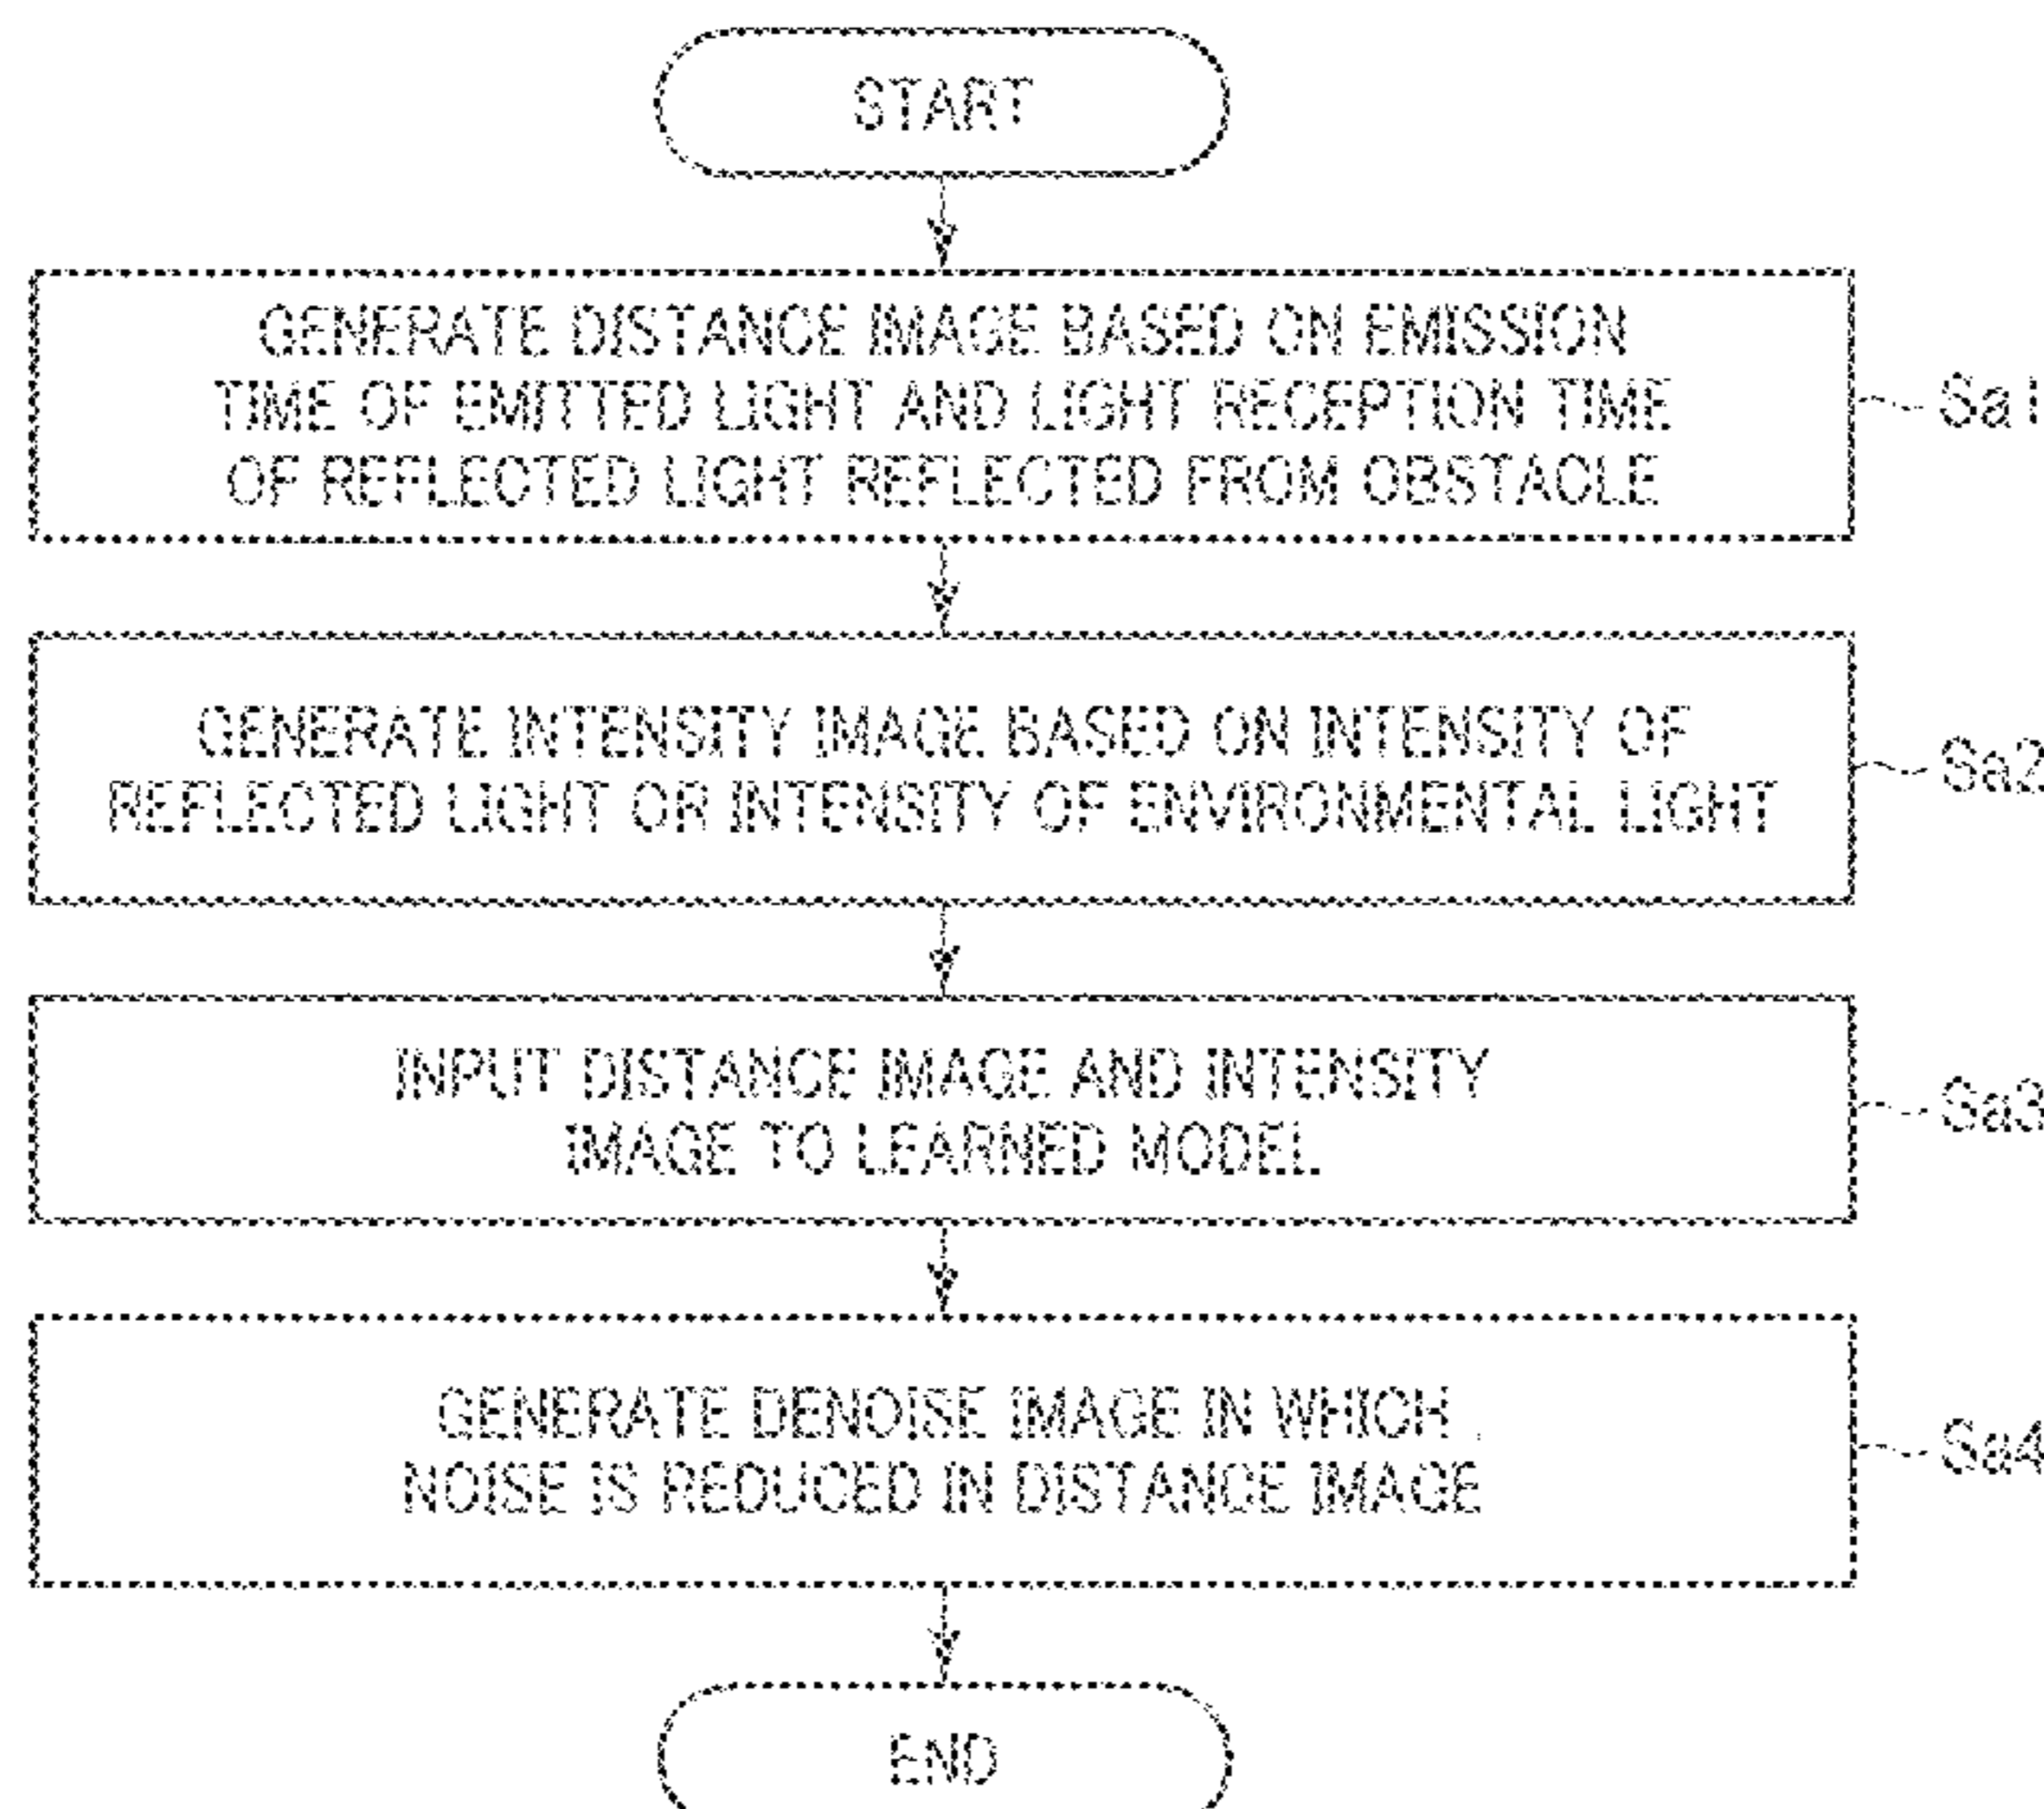 START
GENERATE DISTANCE IMAGE BASED ON EMISSION
TIME OF EMITTED LIGHT AND LIGHT RECEPTION TIME
OF REFLECTED LIGHT REFLECTED FROM OBSTACLE
Sa1
GENERATE INTENSITY IMAGE BASED ON INTENSITY OF
REFLECTED LIGHT OR INTENSITY OF ENVIRONMENTAL LIGHT
Sa2
INPUT DISTANCE IMAGE AND INTENSITY
IMAGE TO LEARNED MODEL
Sa3
GENERATE DENOISE IMAGE IN WHICH
NOISE IS REDUCED IN DISTANCE IMAGE
Sa4
END